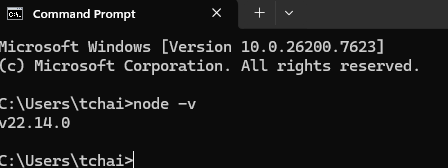 Command Prompt
Microsoft Windows [Version 10.0.26200.7623]
(c) Microsoft Corporation. All rights reserved.
C:\Users\tchai>node -v
v22.14.0
C:\Users\tchai>